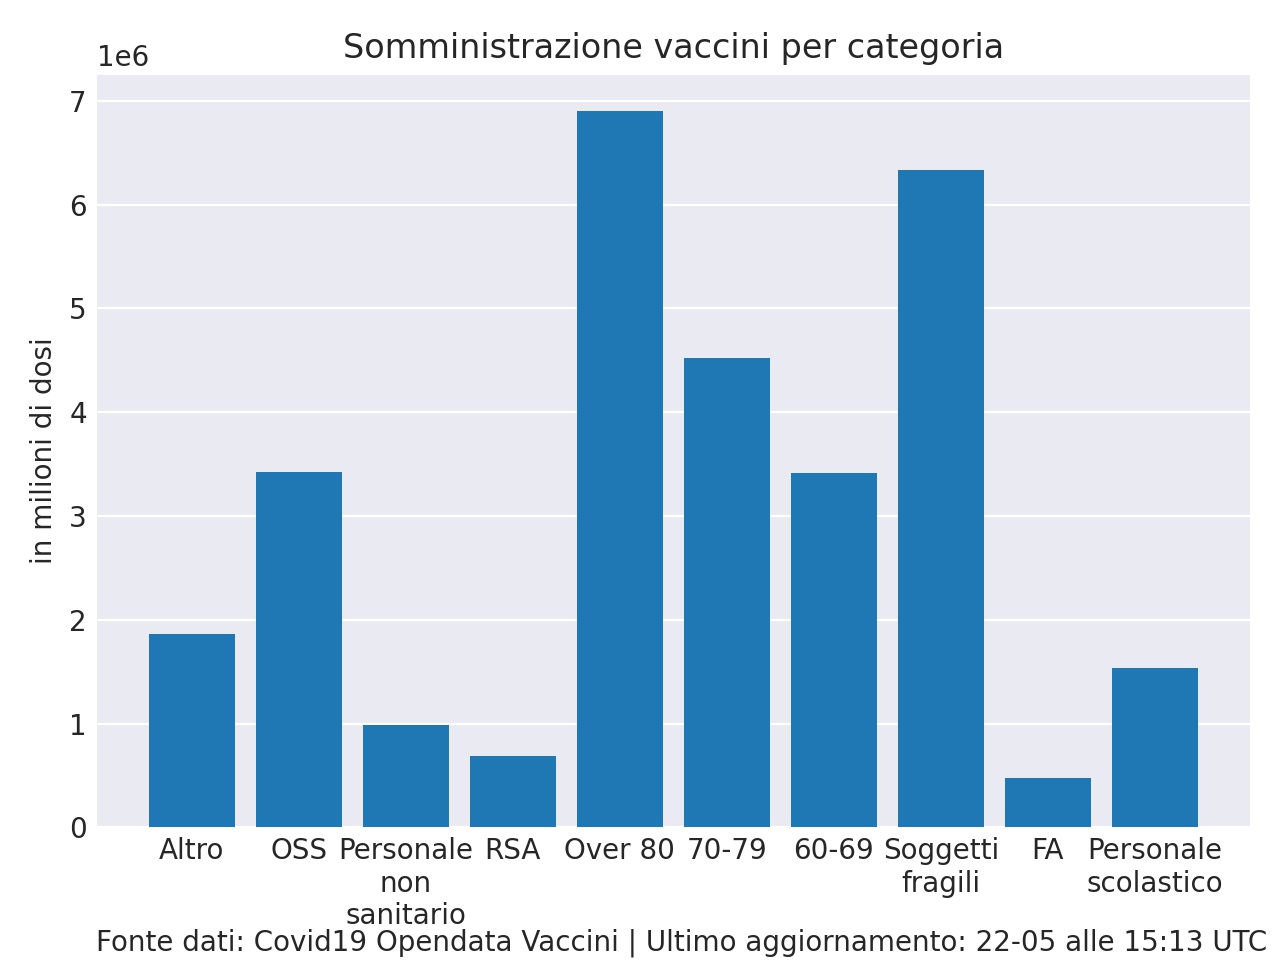 Somministrazione vaccini per categoria
1e6
7
6
5
4
3
2
1
0
in milioni di dosi
Altro OSS Personale RSA Over 80 70-79 60-69 Soggetti FA Personale
non fragili scolastico
sanitario
Fonte dati: Covid19 Opendata Vaccini | Ultimo aggiornamento: 22-05 alle 15:13 UTC